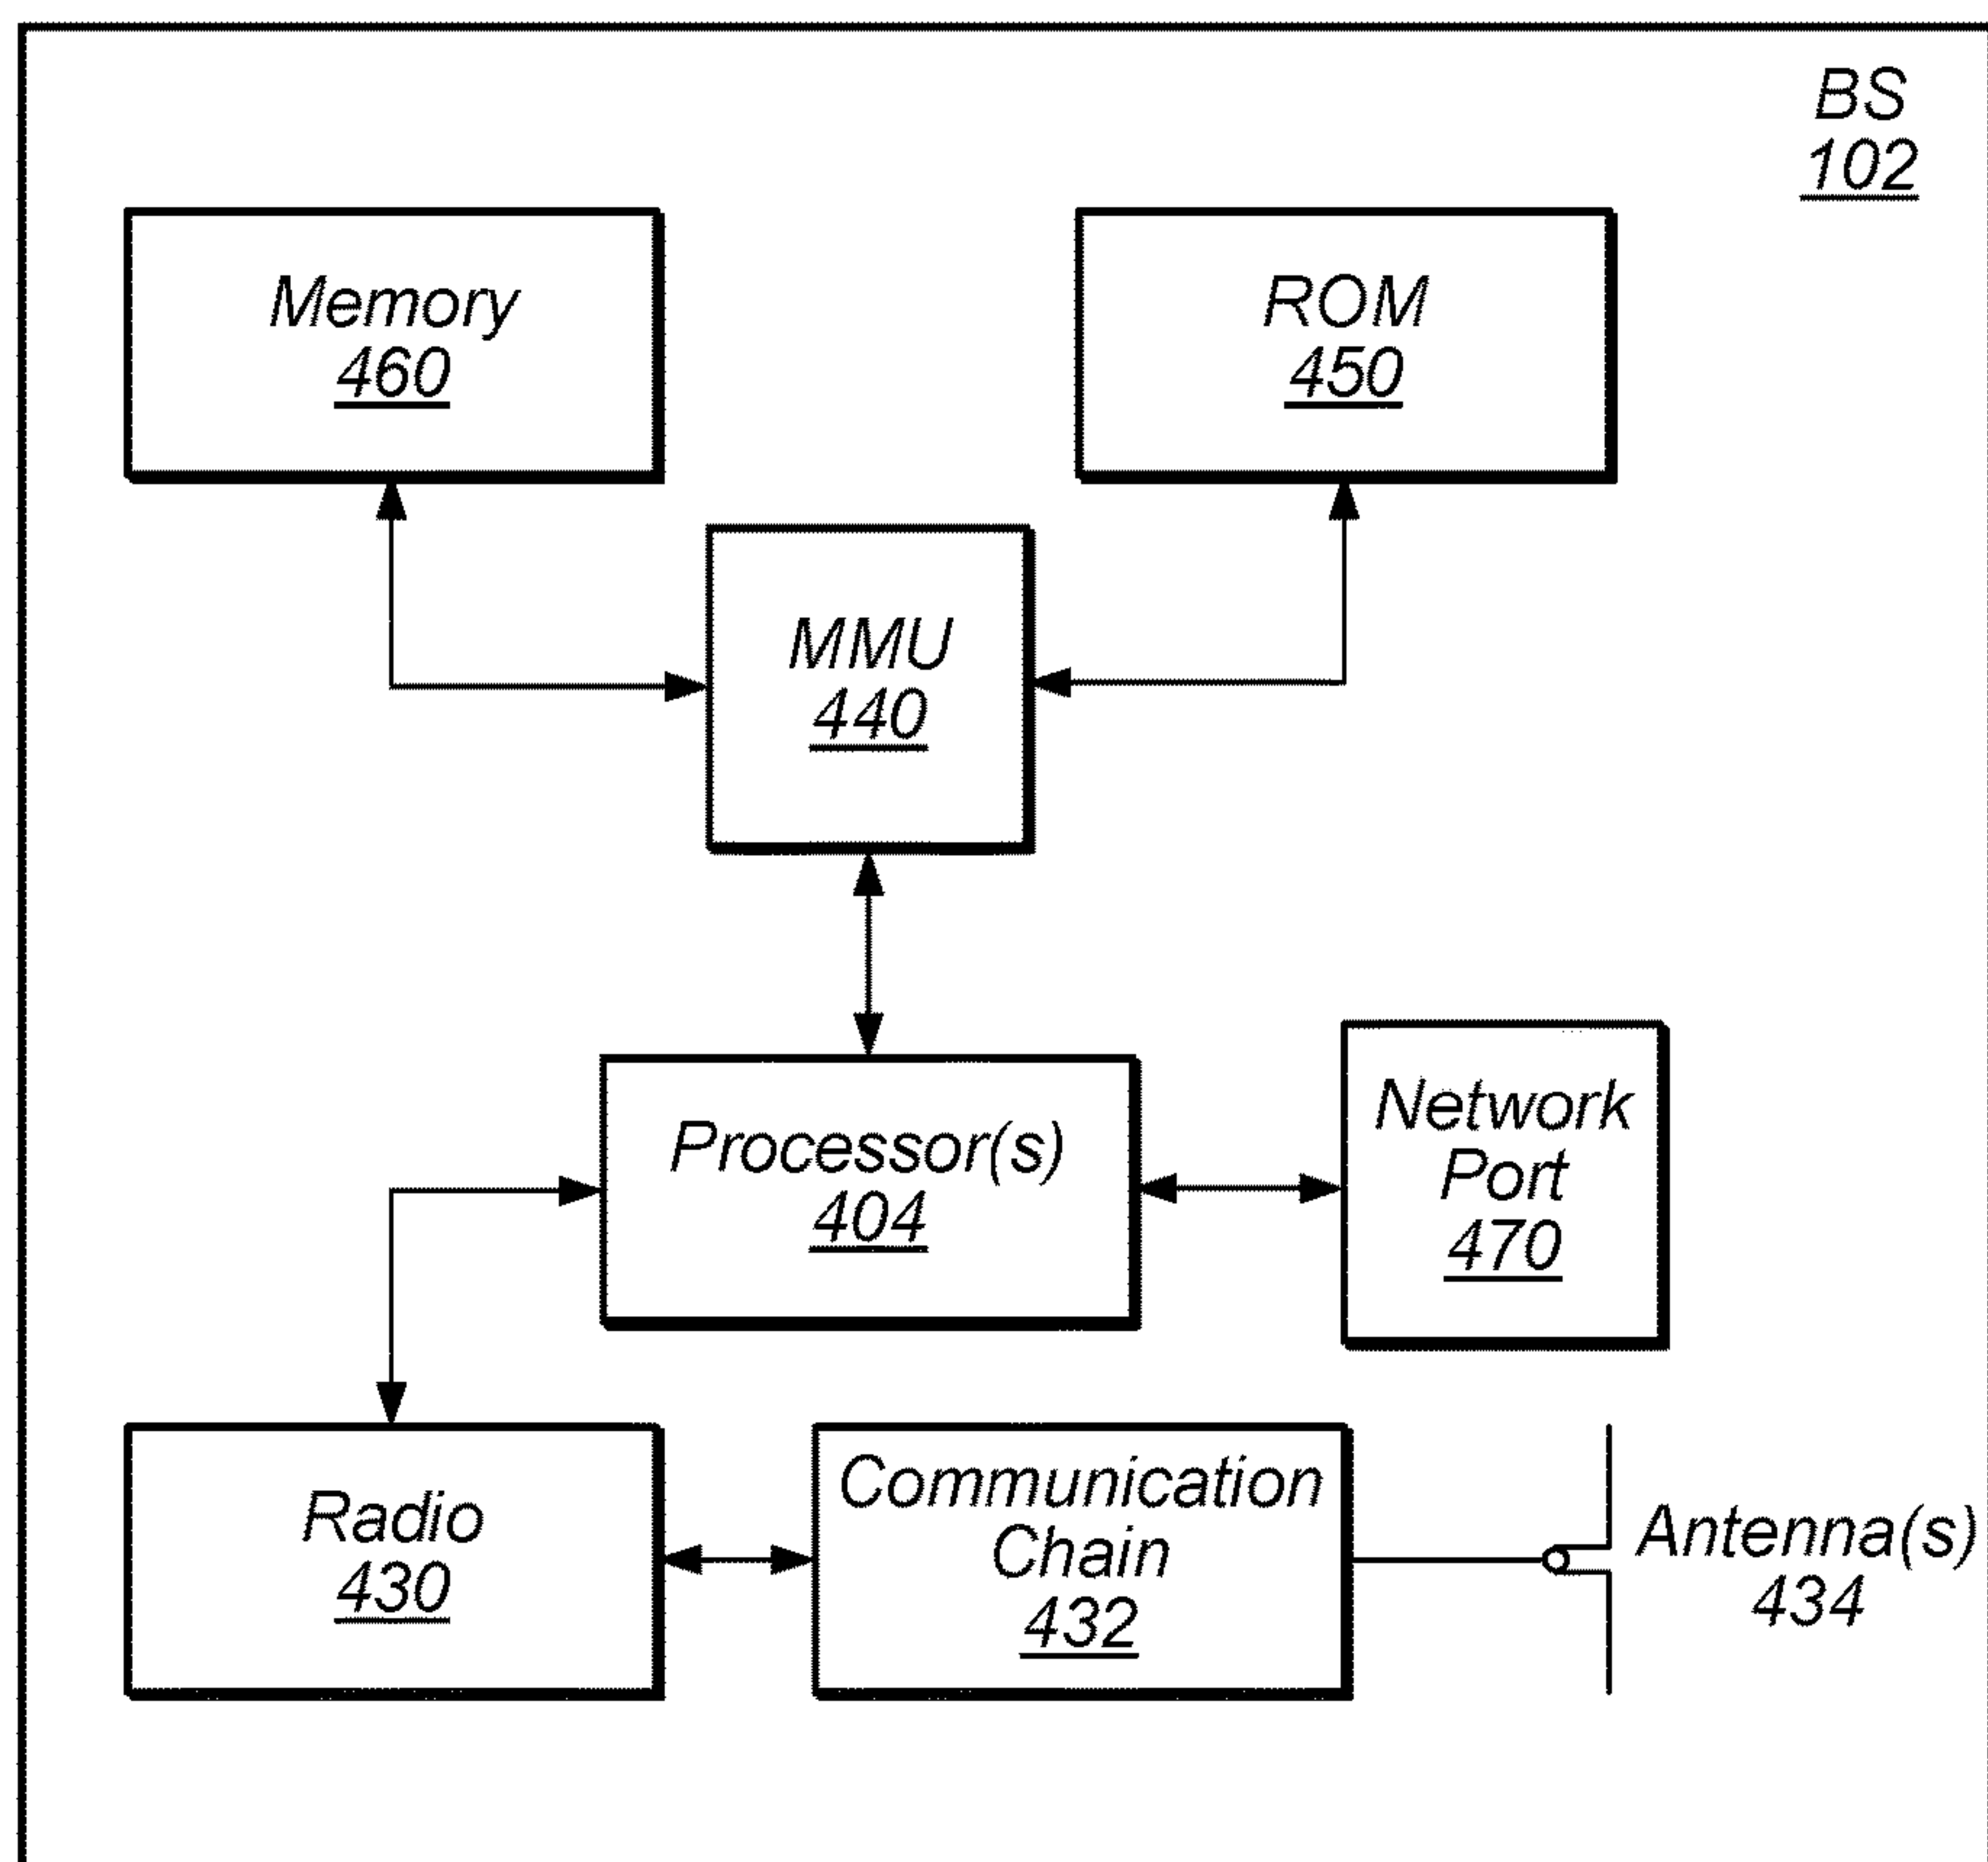 BS
102
Memory
460
ROM
450
MMU
440
Processor(s)
404
Network
Port
470
Radio
430
Communication
Chain
432
Antenna(s)
434